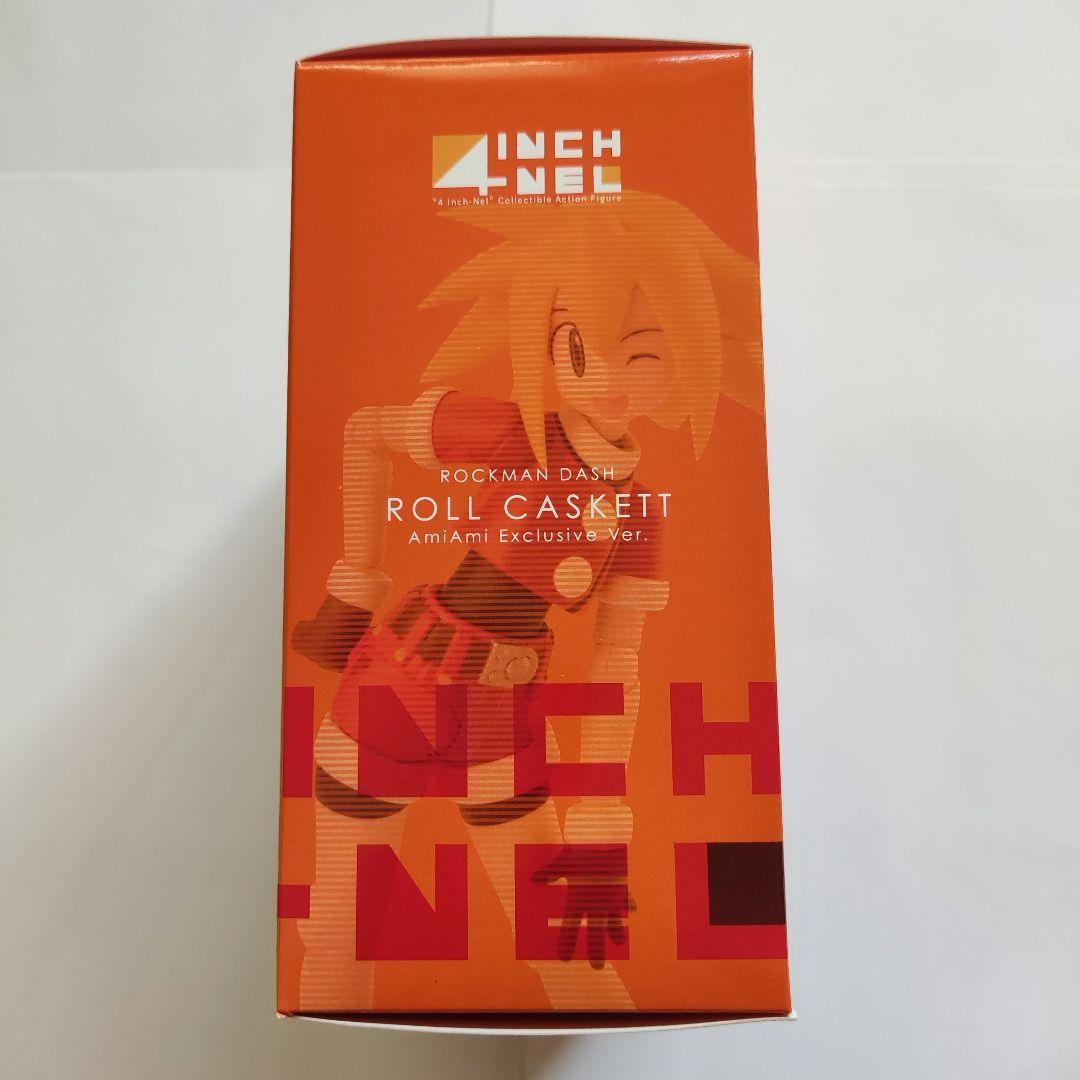 4INCH
-NEL
"4 Inch-Nel" Collectible Action Figure
ROCKMAN DASH
ROLL CASKETT
AmiAmi Exclusive Ver.
INCH
-NEL